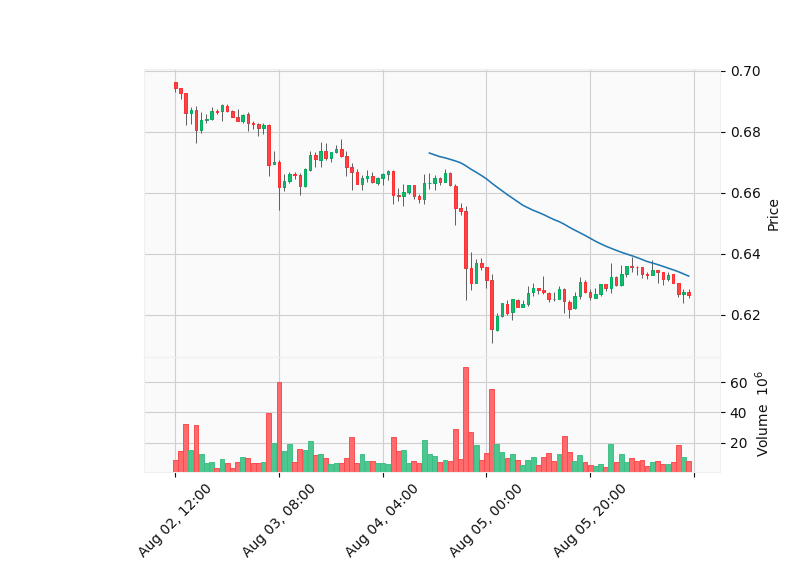 0.70
0.68
0.66
0.64
0.62
Price
60
40
20
Volume 10^6
Aug 02, 12:00
Aug 03, 08:00
Aug 04, 04:00
Aug 05, 00:00
Aug 05, 20:00